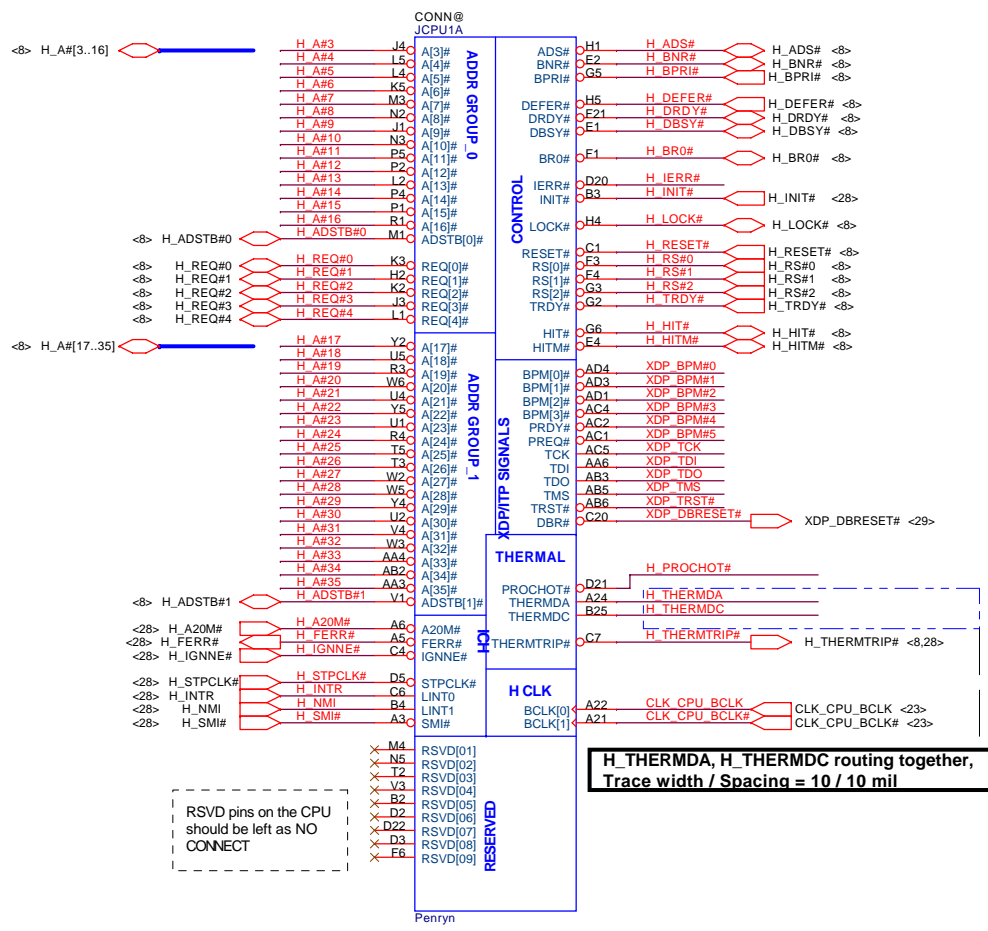 CONN@
JCPU1A
<8> H_A#[3..16]
H_A#3 J4 A[3]#
H_A#4 L5 A[4]#
H_A#5 L4 A[5]#
H_A#6 K5 A[6]#
H_A#7 M3 A[7]#
H_A#8 N2 A[8]#
H_A#9 J1 A[9]#
H_A#10 N3 A[10]#
H_A#11 P5 A[11]#
H_A#12 P2 A[12]#
H_A#13 L2 A[13]#
H_A#14 P4 A[14]#
H_A#15 P1 A[15]#
H_A#16 R1 A[16]#
<8> H_ADSTB#0 H_ADSTB#0 M1 ADSTB[0]#
<8> H_REQ#0 H_REQ#0 K3 REQ[0]#
<8> H_REQ#1 H_REQ#1 H2 REQ[1]#
<8> H_REQ#2 H_REQ#2 K2 REQ[2]#
<8> H_REQ#3 H_REQ#3 J3 REQ[3]#
<8> H_REQ#4 H_REQ#4 L1 REQ[4]#
ADDR GROUP_0
<8> H_A#[17..35]
H_A#17 Y2 A[17]#
H_A#18 U5 A[18]#
H_A#19 R3 A[19]#
H_A#20 W6 A[20]#
H_A#21 U4 A[21]#
H_A#22 Y5 A[22]#
H_A#23 U1 A[23]#
H_A#24 R4 A[24]#
H_A#25 T5 A[25]#
H_A#26 T3 A[26]#
H_A#27 W2 A[27]#
H_A#28 W5 A[28]#
H_A#29 Y4 A[29]#
H_A#30 U2 A[30]#
H_A#31 V4 A[31]#
H_A#32 W3 A[32]#
H_A#33 AA4 A[33]#
H_A#34 AB2 A[34]#
H_A#35 AA3 A[35]#
<8> H_ADSTB#1 H_ADSTB#1 V1 ADSTB[1]#
ADDR GROUP_1
<28> H_A20M# H_A20M# A6 A20M#
<28> H_FERR# H_FERR# A5 FERR#
<28> H_IGNNE# H_IGNNE# C4 IGNNE#
<28> H_STPCLK# H_STPCLK# D5 STPCLK#
<28> H_INTR H_INTR C6 LINT0
<28> H_NMI H_NMI B4 LINT1
<28> H_SMI# H_SMI# A3 SMI#
ICH
M4 RSVD[01]
N5 RSVD[02]
T2 RSVD[03]
V3 RSVD[04]
B2 RSVD[05]
D2 RSVD[06]
D22 RSVD[07]
D3 RSVD[08]
F6 RSVD[09]
RESERVED
RSVD pins on the CPU
should be left as NO
CONNECT
Penryn
CONTROL
ADS# H1 H_ADS# H_ADS# <8>
BNR# E2 H_BNR# H_BNR# <8>
BPRI# G5 H_BPRI# H_BPRI# <8>
DEFER# H5 H_DEFER# H_DEFER# <8>
DRDY# F21 H_DRDY# H_DRDY# <8>
DBSY# E1 H_DBSY# H_DBSY# <8>
BR0# F1 H_BR0# H_BR0# <8>
IERR# D20 H_IERR#
INIT# B3 H_INIT# H_INIT# <28>
LOCK# H4 H_LOCK# H_LOCK# <8>
RESET# C1 H_RESET# H_RESET# <8>
RS[0]# F3 H_RS#0 H_RS#0 <8>
RS[1]# F4 H_RS#1 H_RS#1 <8>
RS[2]# G3 H_RS#2 H_RS#2 <8>
TRDY# G2 H_TRDY# H_TRDY# <8>
HIT# G6 H_HIT# H_HIT# <8>
HITM# E4 H_HITM# H_HITM# <8>
XDP/ITP SIGNALS
BPM[0]# AD4 XDP_BPM#0
BPM[1]# AD3 XDP_BPM#1
BPM[2]# AD1 XDP_BPM#2
BPM[3]# AC4 XDP_BPM#3
PRDY# AC2 XDP_BPM#4
PREQ# AC1 XDP_BPM#5
TCK AC5 XDP_TCK
TDI AA6 XDP_TDI
TDO AB3 XDP_TDO
TMS AB5 XDP_TMS
TRST# AB6 XDP_TRST#
DBR# C20 XDP_DBRESET# XDP_DBRESET# <29>
THERMAL
PROCHOT# D21 H_PROCHOT#
THERMDA A24 H_THERMDA
THERMDC B25 H_THERMDC
THERMTRIP# C7 H_THERMTRIP# H_THERMTRIP# <8,28>
H CLK
BCLK[0] A22 CLK_CPU_BCLK CLK_CPU_BCLK <23>
BCLK[1] A21 CLK_CPU_BCLK# CLK_CPU_BCLK# <23>
H_THERMDA, H_THERMDC routing together,
Trace width / Spacing = 10 / 10 mil